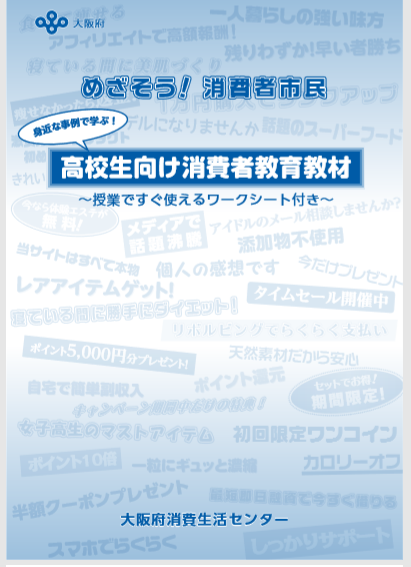 大阪府
一人暮らしの強い味方
食べて痩せる
アフィリエイトで高額報酬！
残りわずか！早い者勝ち
寝ている間に美肌づくり
めざそう！ 消費者市民
身近な事例で学ぶ！
モデルになりませんか
話題のスーパーフード
高校生向け消費者教育教材
～授業ですぐ使えるワークシート付き～
今なら体験エステが
無料！
メディアで
話題沸騰
アイドルのメール相談しませんか？
添加物不使用
当サイトはすべて本物
個人の感想です
今だけプレゼント
レアアイテムゲット！
タイムセール開催中
寝ている間に勝手にダイエット！
リボルビングでらくらく支払い
ポイント5,000円分プレゼント！
天然素材だから安心
自宅で簡単副収入
ポイント還元
セットでお得！
期間限定！
キャンペーン期間中だけの特典！
女子高生のマストアイテム
初回限定ワンコイン
ポイント10倍
一粒にギュッと濃縮
カロリーオフ
半額クーポンプレゼント
最短即日融資で今すぐ借りる
大阪府消費生活センター
スマホでらくらく
しっかりサポート